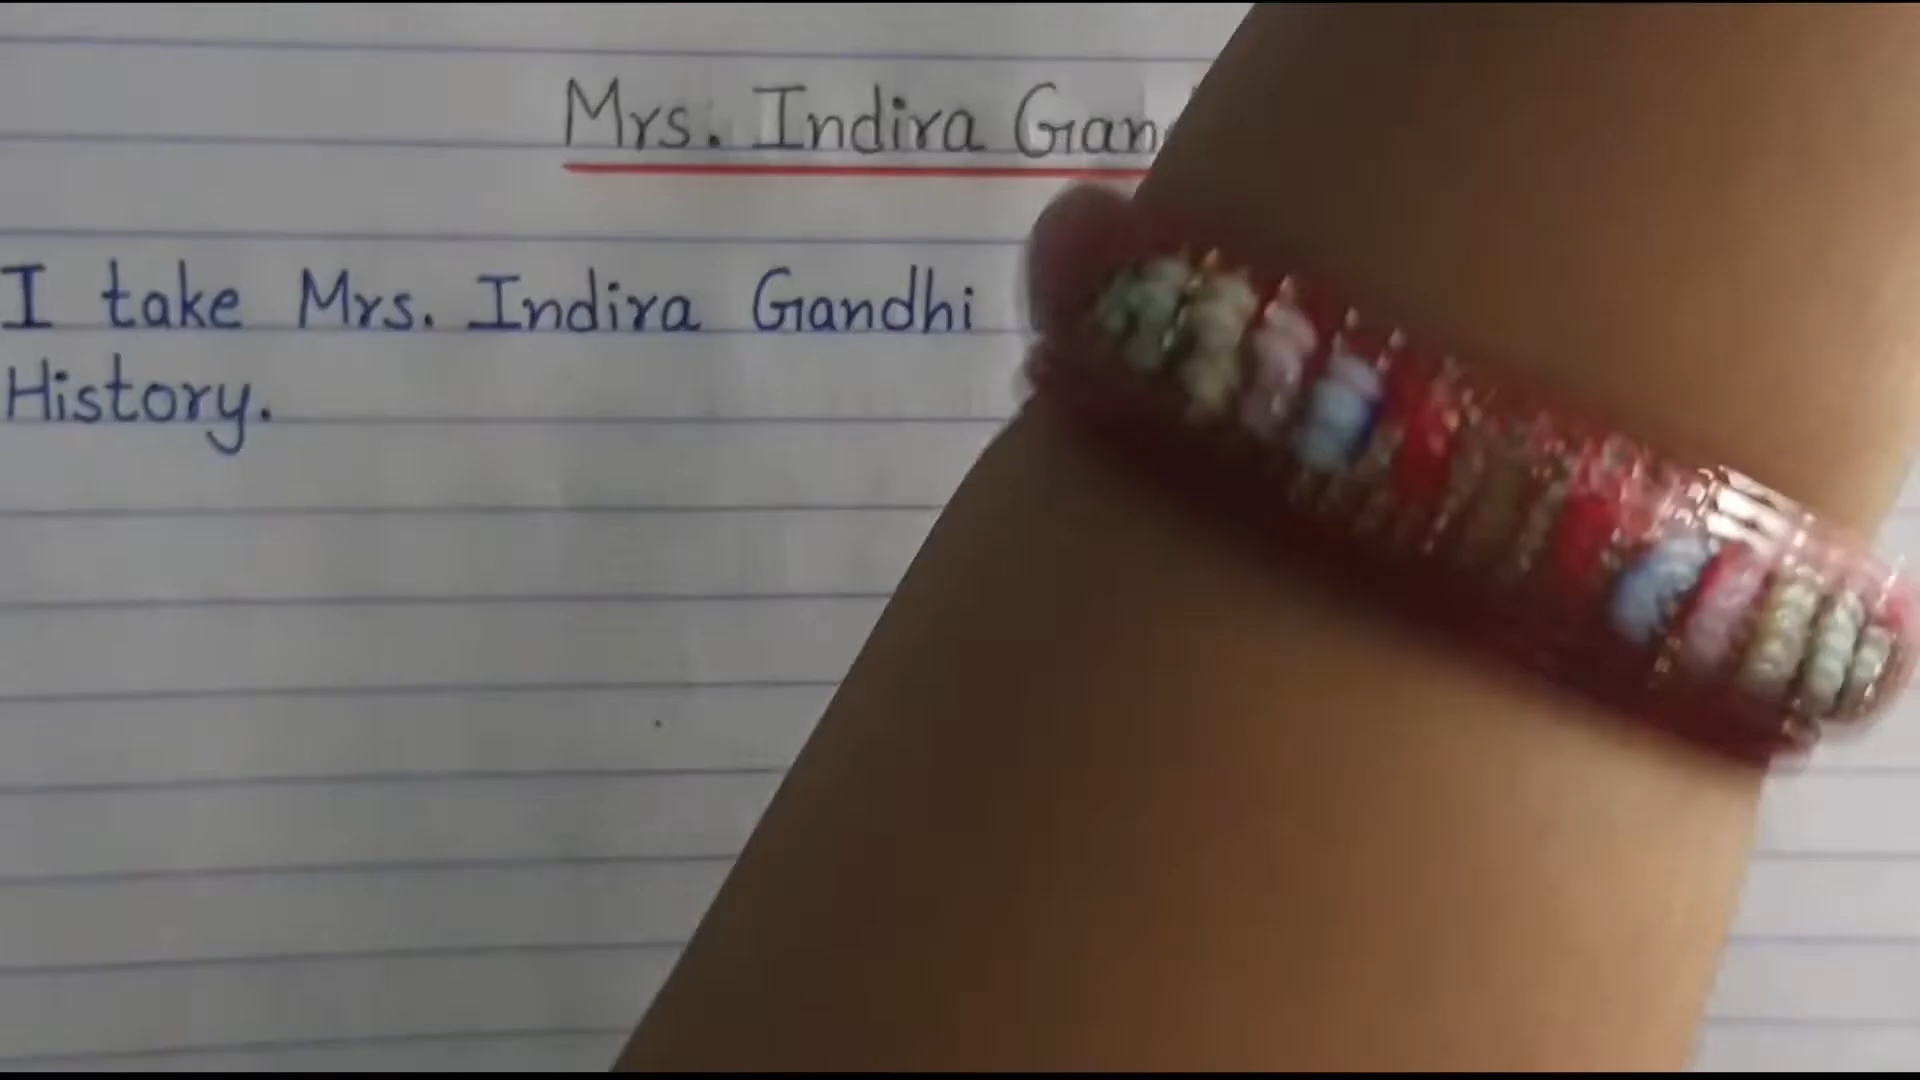 Mrs. Indira Gan
I take Mrs. Indira Gandhi
History.